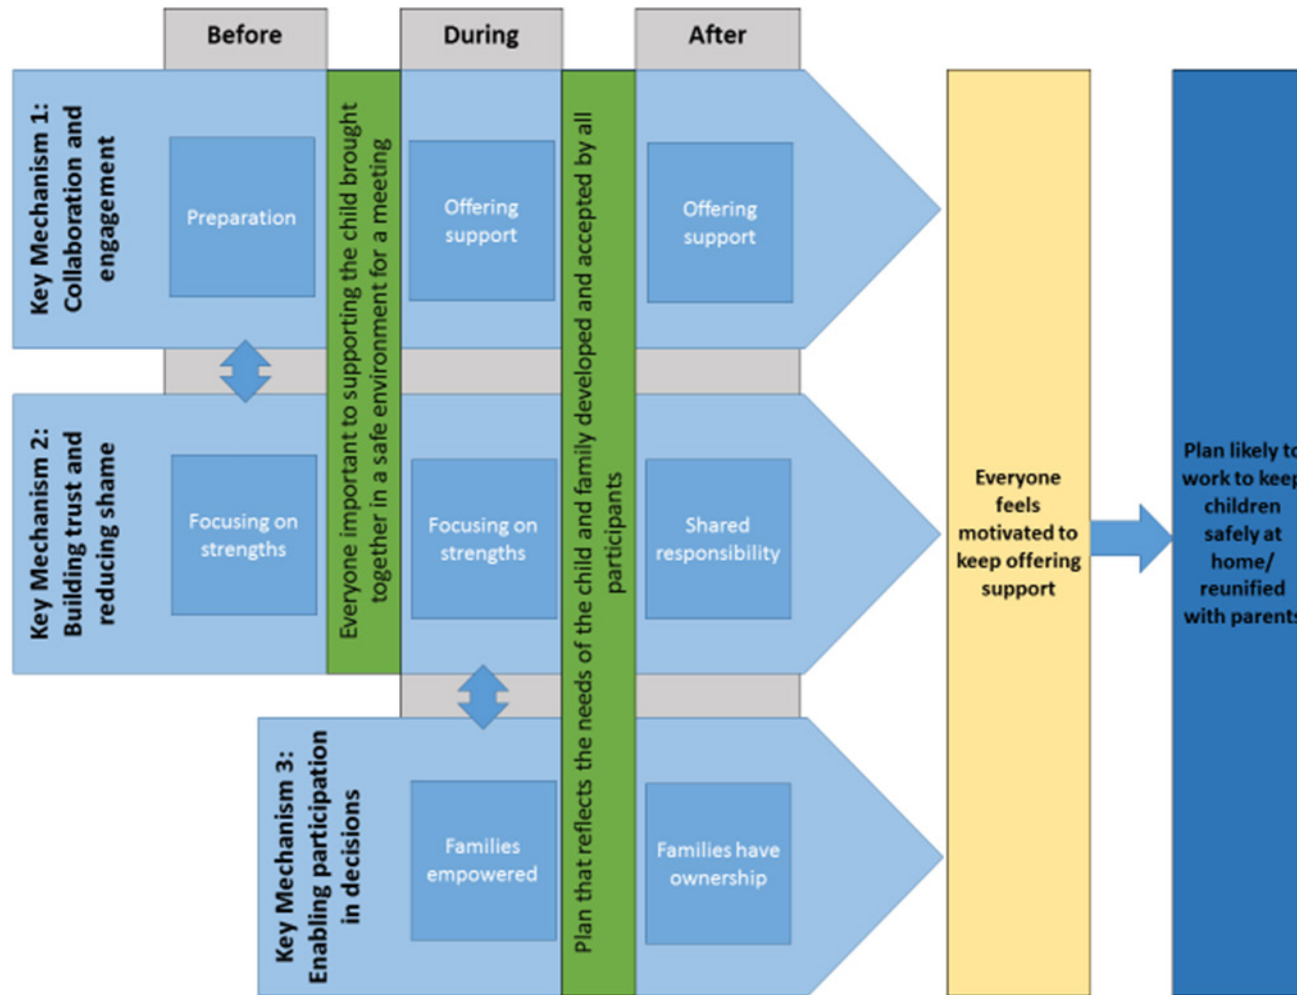 Before
During
After
Key Mechanism 1:
Collaboration and
engagement
Preparation
Everyone important to supporting the child brought
together in a safe environment for a meeting
Offering
support
Plan that reflects the needs of the child and family developed and accepted by all
participants
Offering
support
Key Mechanism 2:
Building trust and
reducing shame
Focusing on
strengths
Focusing on
strengths
Shared
responsibility
Key Mechanism 3:
Enabling participation
in decisions
Families
empowered
Families have
ownership
Everyone
feels
motivated to
keep offering
support
Plan likely to
work to keep
children
safely at
home/
reunified
with parents